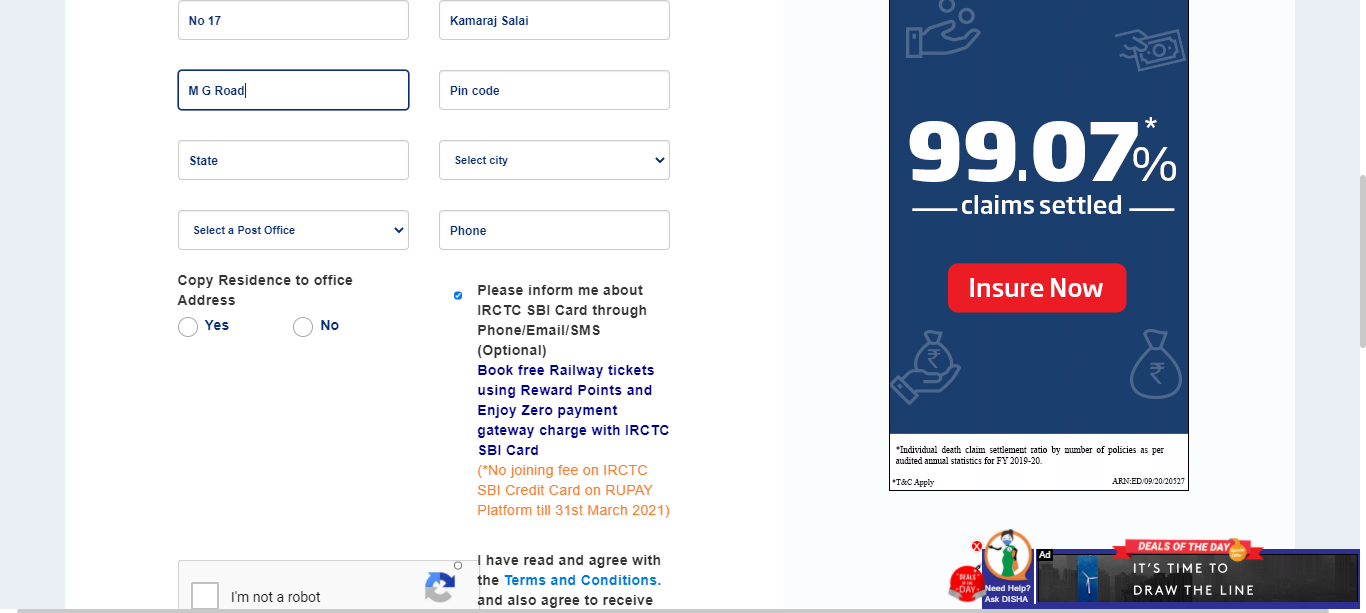 No 17
Kamaraj Salai
M G Road
Pin code
State
Select city
Select a Post Office
Phone
Copy Residence to office
Address
Yes
No
Please inform me about
IRCTC SBI Card through
Phone/Email/SMS
(Optional)
Book free Railway tickets
using Reward Points and
Enjoy Zero payment
gateway charge with IRCTC
SBI Card
(*No joining fee on IRCTC
SBI Credit Card on RUPAY
Platform till 31st March 2021)
I have read and agree with
the Terms and Conditions.
and also agree to receive
I'm not a robot
99.07%*
claims settled
Insure Now
*Individual death claim settlement ratio by number of policies as per
audited annual statistics for FY 2019-20.
*T&C Apply
ARN:ED/09/20/20527
DEALS OF THE DAY
Need Help?
Ask DISHA
Ad
DEALS OF THE DAY
IT'S TIME TO
DRAW THE LINE